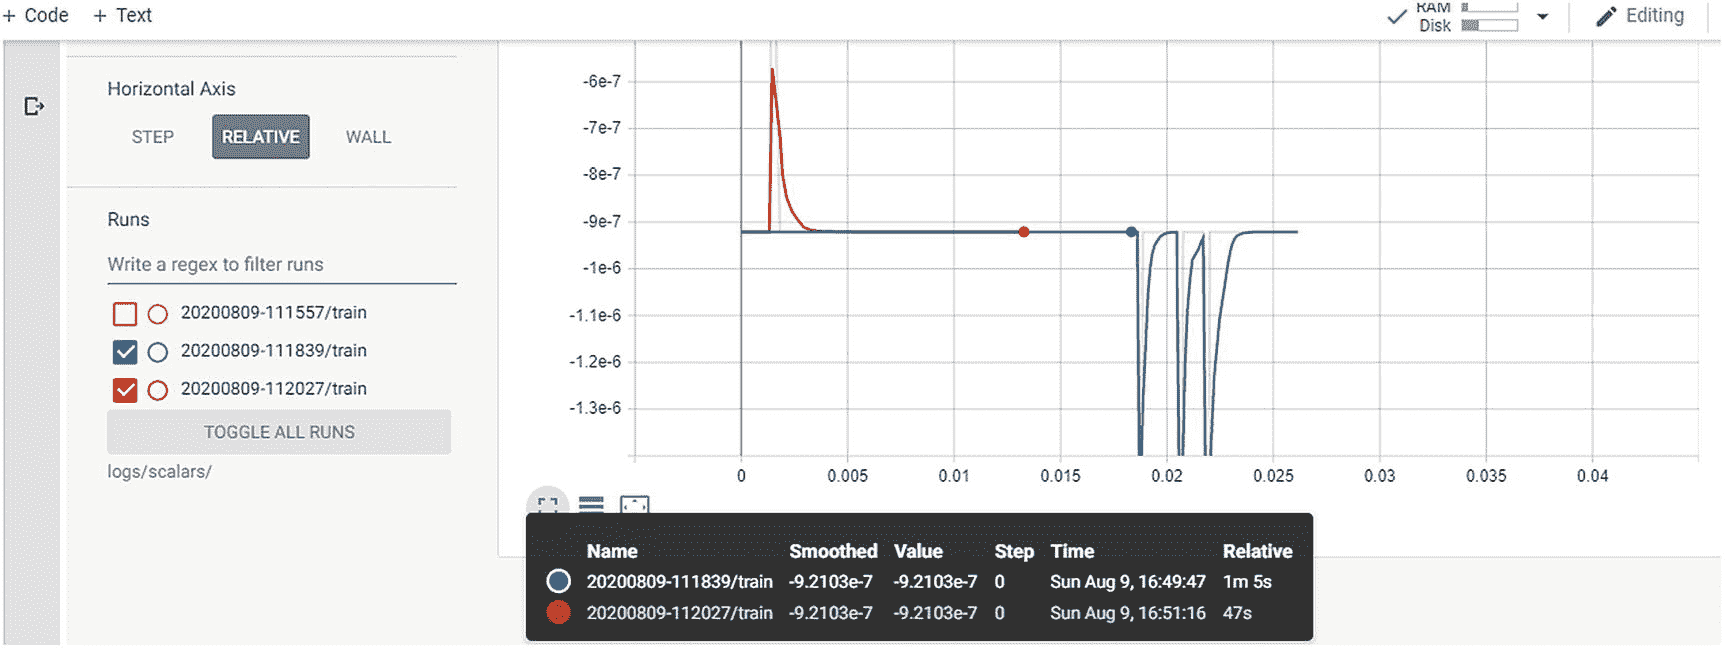 + Code + Text
RAM
Disk
Editing
Horizontal Axis
STEP RELATIVE WALL
Runs
Write a regex to filter runs
20200809-111557/train
20200809-111839/train
20200809-112027/train
TOGGLE ALL RUNS
logs/scalars/
-6e-7
-7e-7
-8e-7
-9e-7
-1e-6
-1.1e-6
-1.2e-6
-1.3e-6
0 0.005 0.01 0.015 0.02 0.025 0.03 0.035 0.04
Name Smoothed Value Step Time Relative
20200809-111839/train -9.2103e-7 -9.2103e-7 0 Sun Aug 9, 16:49:47 1m 5s
20200809-112027/train -9.2103e-7 -9.2103e-7 0 Sun Aug 9, 16:51:16 47s